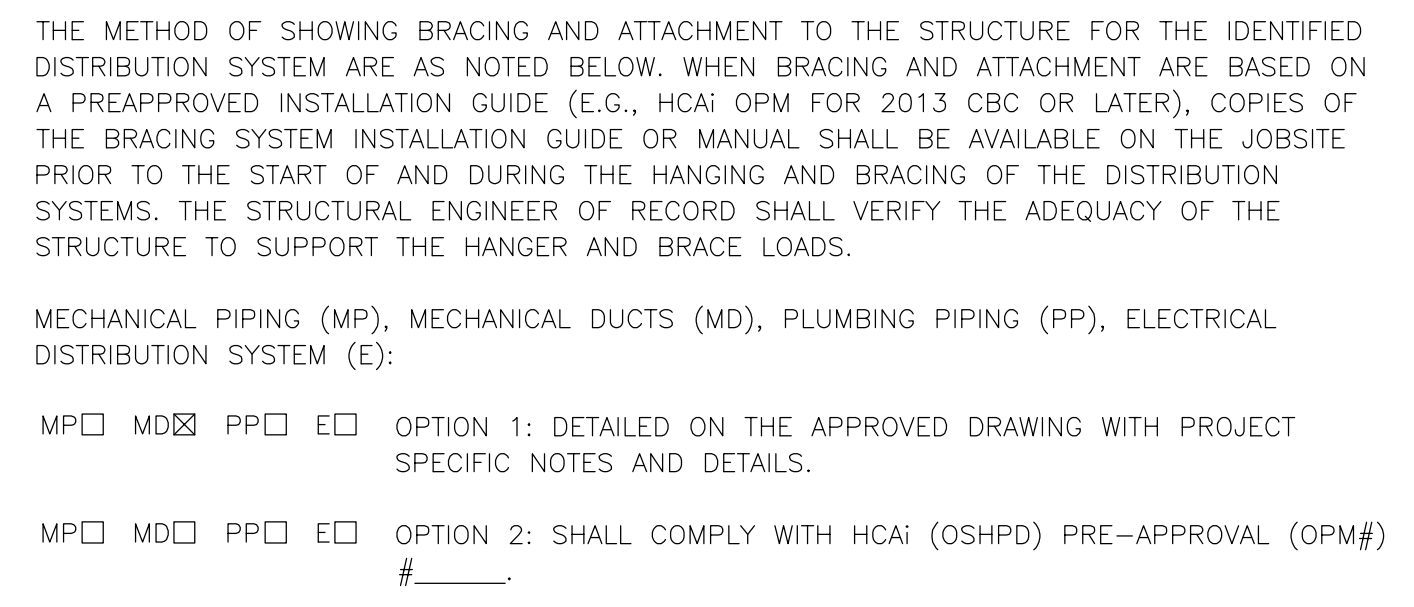 THE METHOD OF SHOWING BRACING AND ATTACHMENT TO THE STRUCTURE FOR THE IDENTIFIED
DISTRIBUTION SYSTEM ARE AS NOTED BELOW. WHEN BRACING AND ATTACHMENT ARE BASED ON
A PREAPPROVED INSTALLATION GUIDE (E.G., HCAi OPM FOR 2013 CBC OR LATER), COPIES OF
THE BRACING SYSTEM INSTALLATION GUIDE OR MANUAL SHALL BE AVAILABLE ON THE JOBSITE
PRIOR TO THE START OF AND DURING THE HANGING AND BRACING OF THE DISTRIBUTION
SYSTEMS. THE STRUCTURAL ENGINEER OF RECORD SHALL VERIFY THE ADEQUACY OF THE
STRUCTURE TO SUPPORT THE HANGER AND BRACE LOADS.
MECHANICAL PIPING (MP), MECHANICAL DUCTS (MD), PLUMBING PIPING (PP), ELECTRICAL
DISTRIBUTION SYSTEM (E):
MP☐ MD☒ PP☐ E☐ OPTION 1: DETAILED ON THE APPROVED DRAWING WITH PROJECT
SPECIFIC NOTES AND DETAILS.
MP☐ MD☐ PP☐ E☐ OPTION 2: SHALL COMPLY WITH HCAi (OSHPD) PRE–APPROVAL (OPM#)
#______.